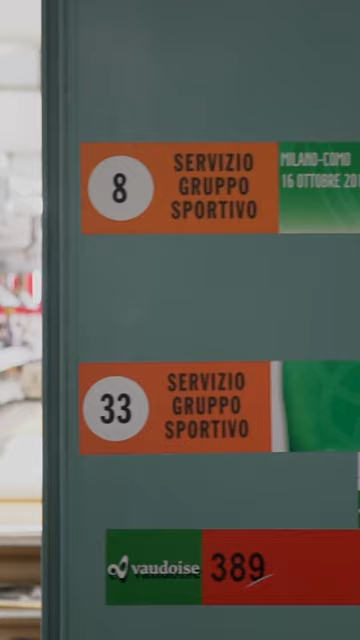 8
SERVIZIO
GRUPPO
SPORTIVO
MILANO-COMO
16 OTTOBRE
33
SERVIZIO
GRUPPO
SPORTIVO
vaudoise 389